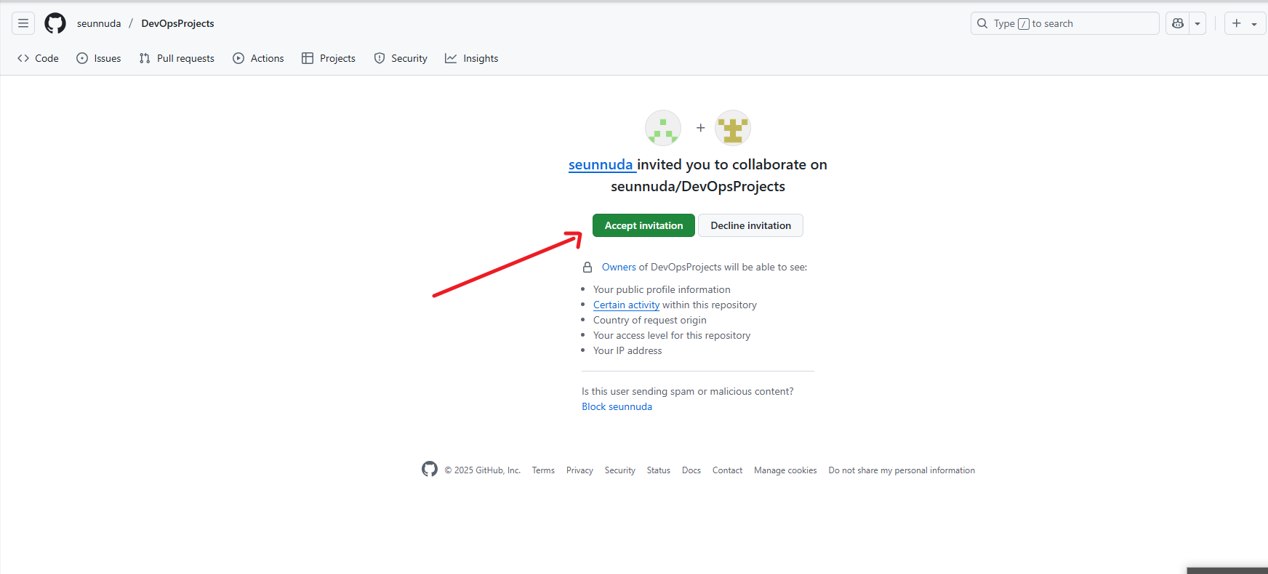 seunnuda / DevOpsProjects
Type / to search
Code Issues Pull requests Actions Projects Security Insights
+
seunnuda invited you to collaborate on
seunnuda/DevOpsProjects
Accept invitation Decline invitation
Owners of DevOpsProjects will be able to see:
• Your public profile information
• Certain activity within this repository
• Country of request origin
• Your access level for this repository
• Your IP address
Is this user sending spam or malicious content?
Block seunnuda
© 2025 GitHub, Inc. Terms Privacy Security Status Docs Contact Manage cookies Do not share my personal information